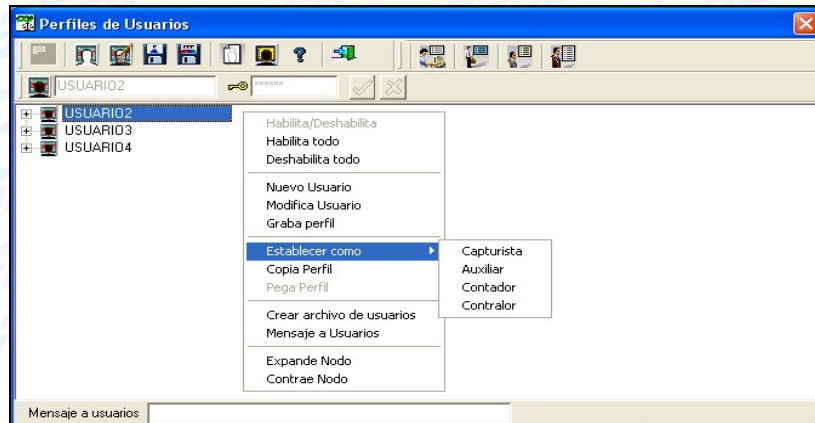 Perfiles de Usuarios
USUARIO2
******
USUARIO2
USUARIO3
USUARIO4
Habilita/Deshabilita
Habilita todo
Deshabilita todo
Nuevo Usuario
Modifica Usuario
Graba perfil
Establecer como
Copia Perfil
Pega Perfil
Crear archivo de usuarios
Mensaje a Usuarios
Expande Nodo
Contrae Nodo
Capturista
Auxiliar
Contador
Contralor
Mensaje a usuarios